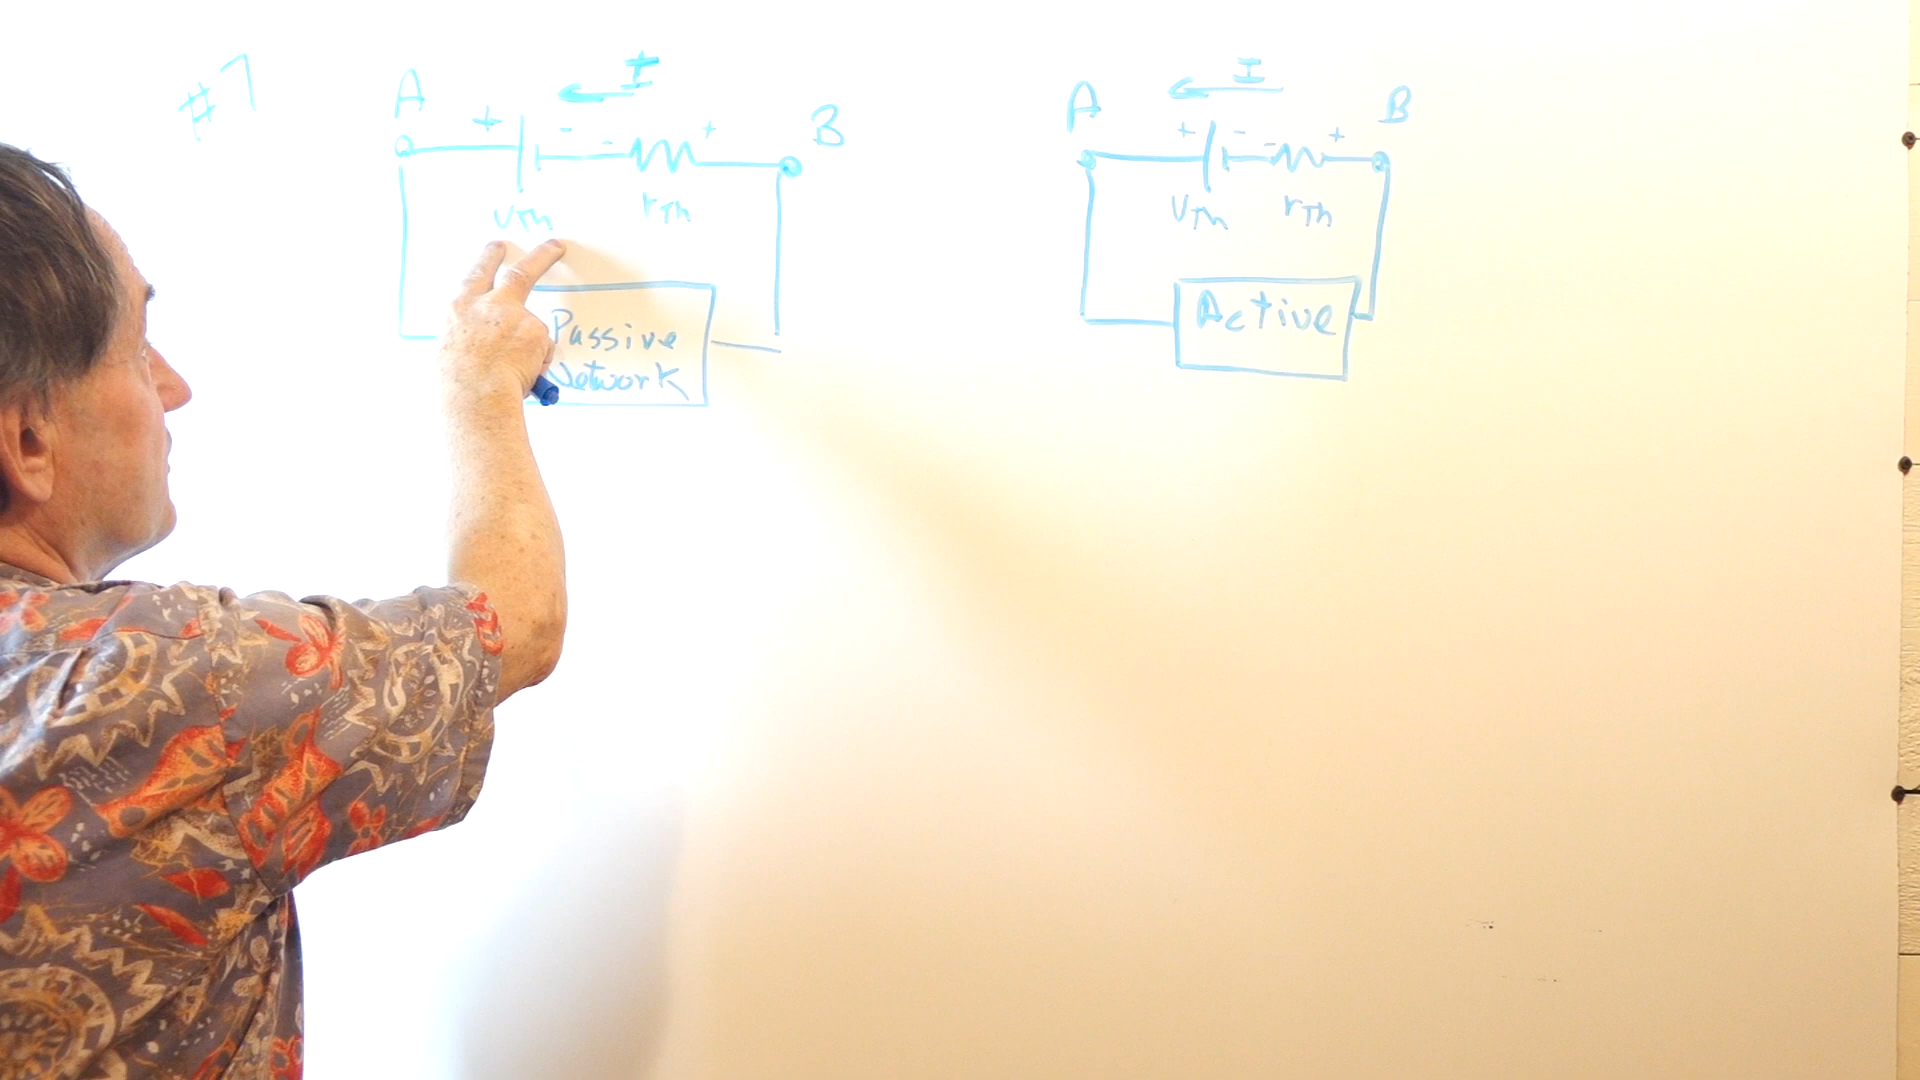 #7
A
I
B
+ - - +
VTh rTh
Passive
Network
A
I
B
+ - - +
VTh rTh
Active